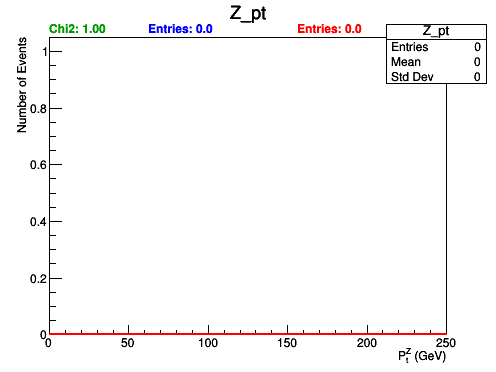 Z_pt
Chi2: 1.00 Entries: 0.0 Entries: 0.0
Z_pt
Entries 0
Mean 0
Std Dev 0
Number of Events
1
0.8
0.6
0.4
0.2
0
0 50 100 150 200 250
P_t^Z (GeV)